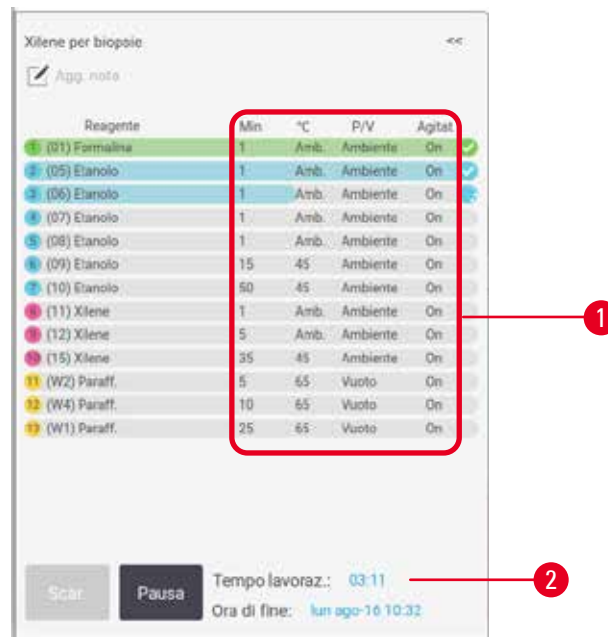 Xilene per biopsie <<
Agg. nota
Reagente Min °C P/V Agitat
1 (01) Formalina 1 Amb. Ambiente On
2 (05) Etanolo 1 Amb. Ambiente On
3 (06) Etanolo 1 Amb. Ambiente On
4 (07) Etanolo 1 Amb. Ambiente On
5 (08) Etanolo 1 Amb. Ambiente On
6 (09) Etanolo 15 45 Ambiente On
7 (10) Etanolo 50 45 Ambiente On
8 (11) Xilene 1 Amb. Ambiente On
9 (12) Xilene 5 Amb. Ambiente On
10 (15) Xilene 35 45 Ambiente On
11 (W2) Paraff. 5 65 Vuoto On
12 (W4) Paraff. 10 65 Vuoto On
13 (W1) Paraff. 25 65 Vuoto On
1
Scar. Pausa Tempo lavoraz.: 03:11 2
Ora di fine: lun ago-16 10:32